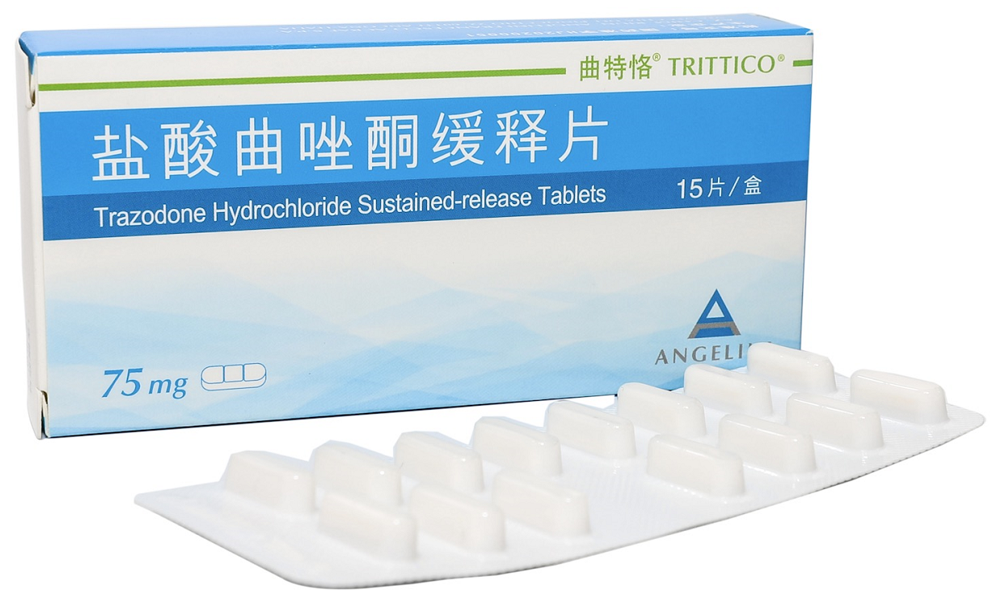 曲特恪® TRITTICO®
盐酸曲唑酮缓释片
Trazodone Hydrochloride Sustained-release Tablets
15片/盒
75 mg